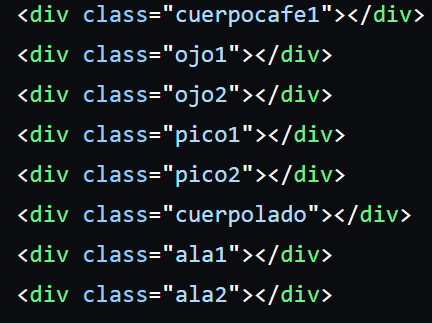 <div class="cuerpocafe1"></div>
<div class="ojo1"></div>
<div class="ojo2"></div>
<div class="pico1"></div>
<div class="pico2"></div>
<div class="cuerpolado"></div>
<div class="ala1"></div>
<div class="ala2"></div>